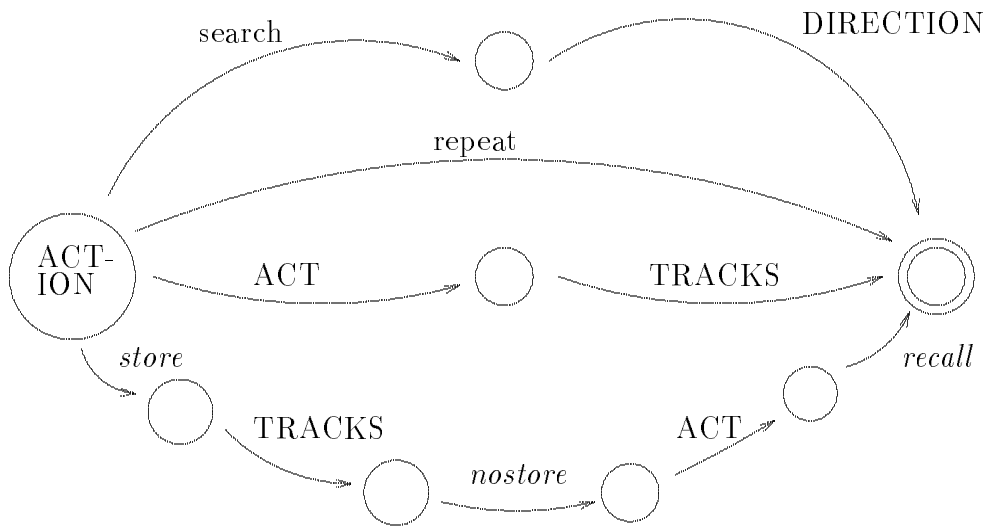 DIRECTION
search
repeat
ACT-
ION
ACT
TRACKS
store
recall
TRACKS
ACT
nostore